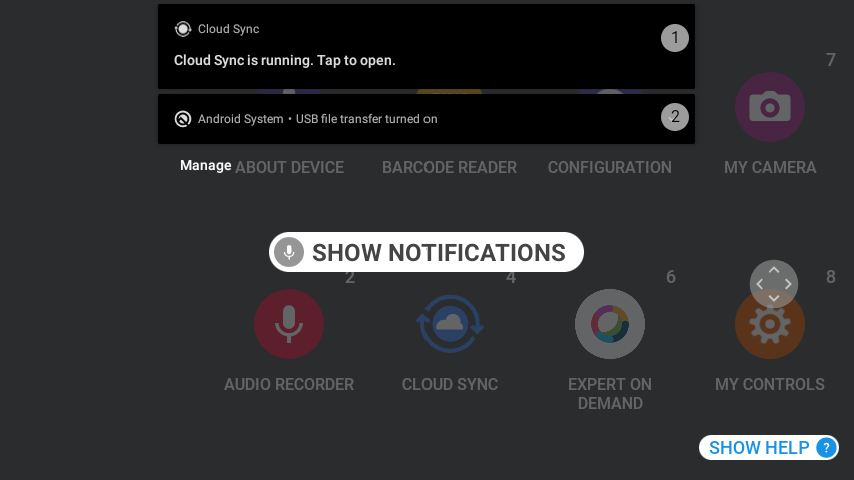 Cloud Sync
Cloud Sync is running. Tap to open.
1
Android System • USB file transfer turned on
2
7
Manage
ABOUT DEVICE
BARCODE READER
CONFIGURATION
MY CAMERA
SHOW NOTIFICATIONS
2
4
6
8
AUDIO RECORDER
CLOUD SYNC
EXPERT ON
DEMAND
MY CONTROLS
SHOW HELP ?